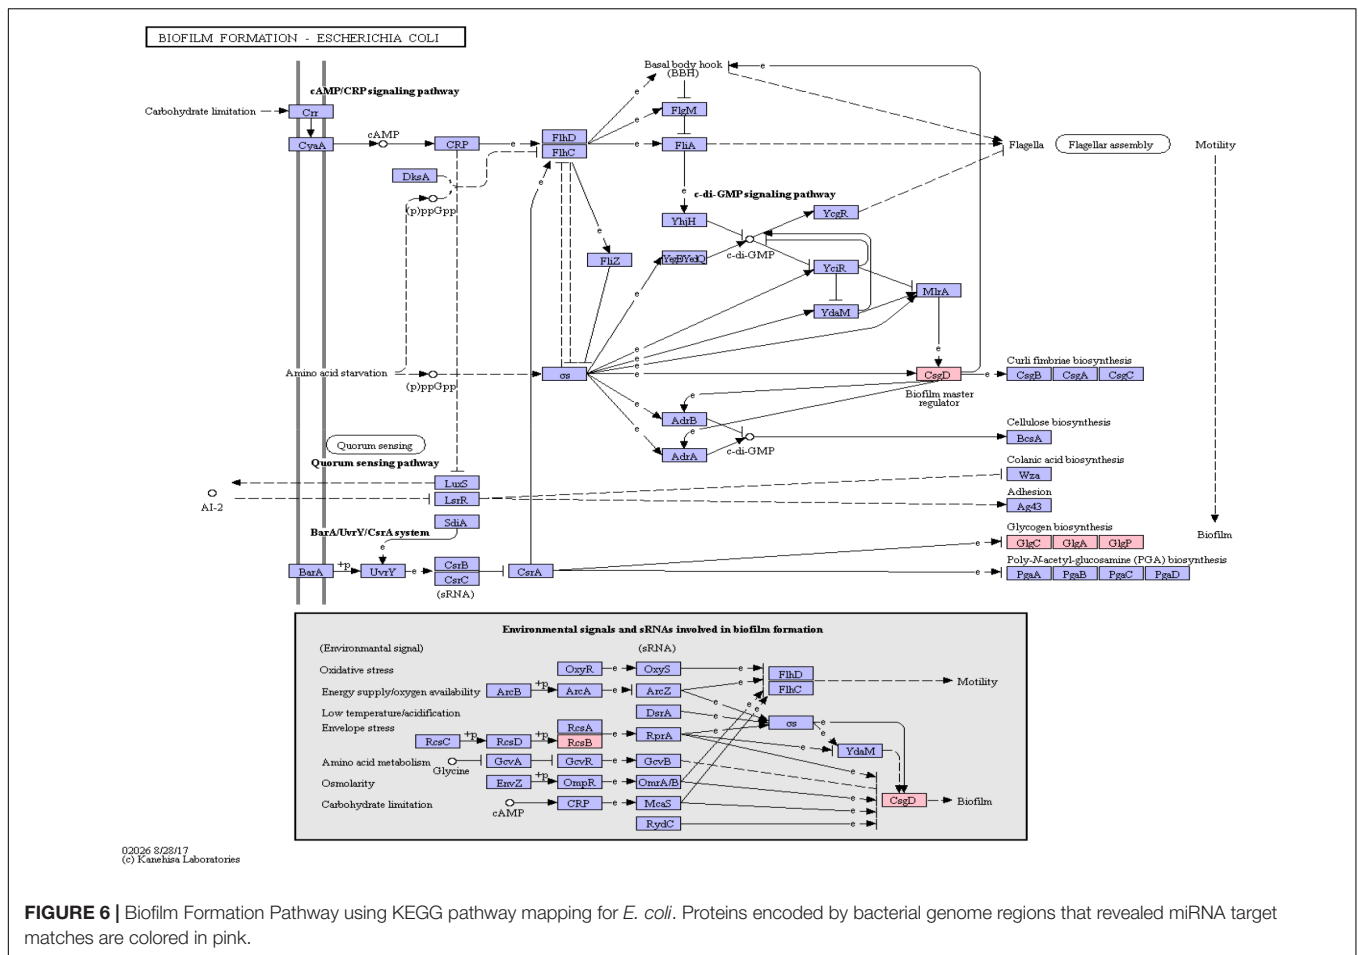 BIOFILM FORMATION - ESCHERICHIA COLI
Basal body hook
(BBH)
e
cAMP/CRP signaling pathway
Carbohydrate limitation
Crr
FlgM
CyaA
cAMP
CRP
e
FlhD
FlhC
e
e
e
FliA
Flagella
Flagellar assembly
Motility
DksA
(p)ppGpp
e
e
c-di-GMP signaling pathway
YhjH
YcgR
e
FliZ
YegE
YedQ
e
c-di-GMP
YciR
MlrA
e
YdaM
e
e
e
e
e
e
Amino acid starvation
(p)ppGpp
σs
e
CsgD
e
Curli fimbriae biosynthesis
CsgB
CsgA
CsgC
Biofilm master
regulator
e
e
e
e
AdrB
AdrA
c-di-GMP
Cellulose biosynthesis
BcsA
Quorum sensing
Quorum sensing pathway
LuxS
LsrR
AI-2
Colanic acid biosynthesis
Wza
Adhesion
Ag43
SdiA
BarA/UvrY/CsrA system
e
Biofilm
Glycogen biosynthesis
GlgC
GlgA
GlgP
e
BarA
+p
UvrY
e
CsrB
CsrC
(sRNA)
CsrA
e
Poly-N-acetyl-glucosamine (PGA) biosynthesis
PgaA
PgaB
PgaC
PgaD
Environmental signals and sRNAs involved in biofilm formation
(Environmantal signal)
(sRNA)
Oxidative stress
OxyR
e
OxyS
e
FlhD
FlhC
Motility
Energy supply/oxygen availability
ArcB
+p
ArcA
e
ArcZ
e
e
Low temperature/acidification
DsrA
e
e
σs
e
Envelope stress
RcsC
+p
RcsD
+p
RcsA
RcsB
e
RprA
e
e
e
e
e
YdaM
Amino acid metabolism
Glycine
GcvA
GcvR
GcvB
e
e
Osmolarity
EnvZ
+p
OmpR
e
OmrA/B
e
CsgD
Biofilm
Carbohydrate limitation
cAMP
CRP
e
McaS
e
RydC
e
02026 8/28/17
(c) Kanehisa Laboratories
FIGURE 6 | Biofilm Formation Pathway using KEGG pathway mapping for E. coli. Proteins encoded by bacterial genome regions that revealed miRNA target
matches are colored in pink.